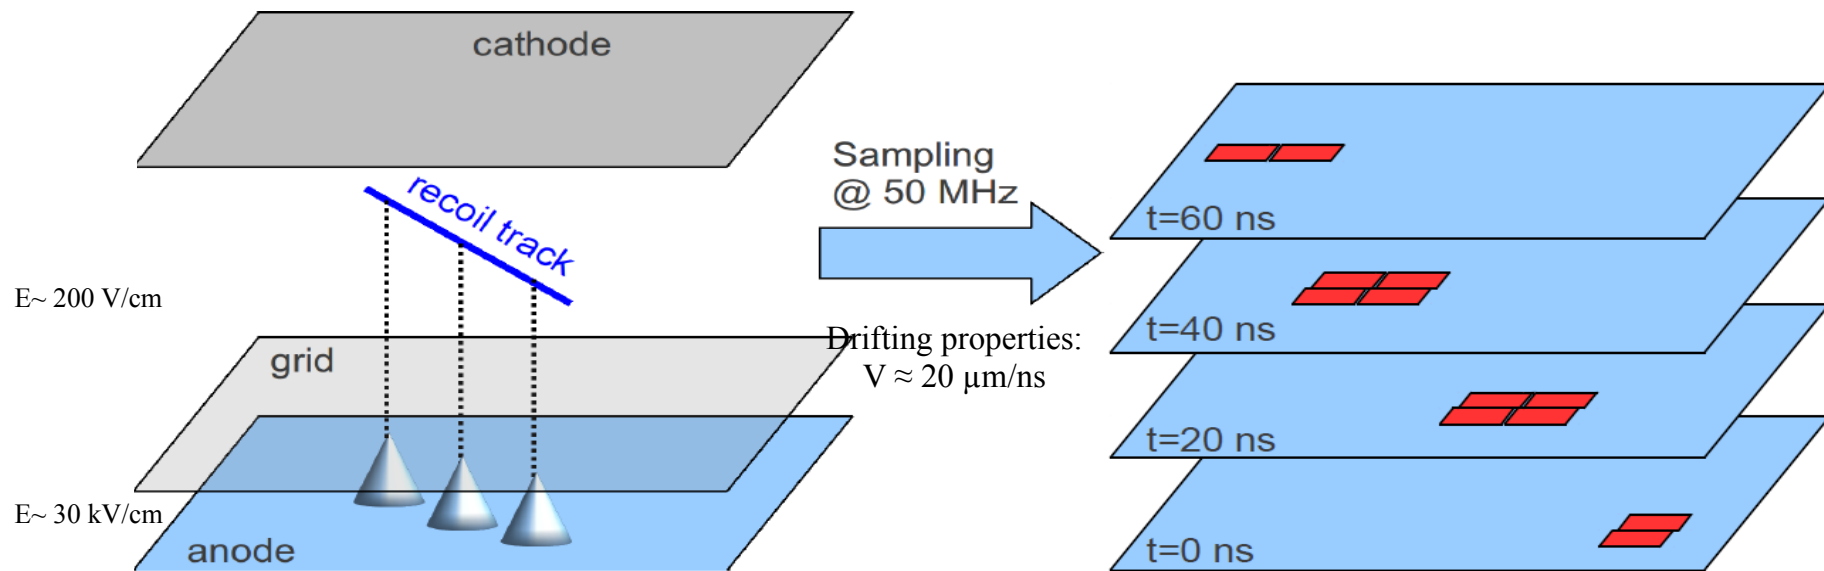 cathode
recoil track
E~ 200 V/cm
grid
E~ 30 kV/cm
anode
Sampling
@ 50 MHz
Drifting properties:
V ≈ 20 µm/ns
t=60 ns
t=40 ns
t=20 ns
t=0 ns